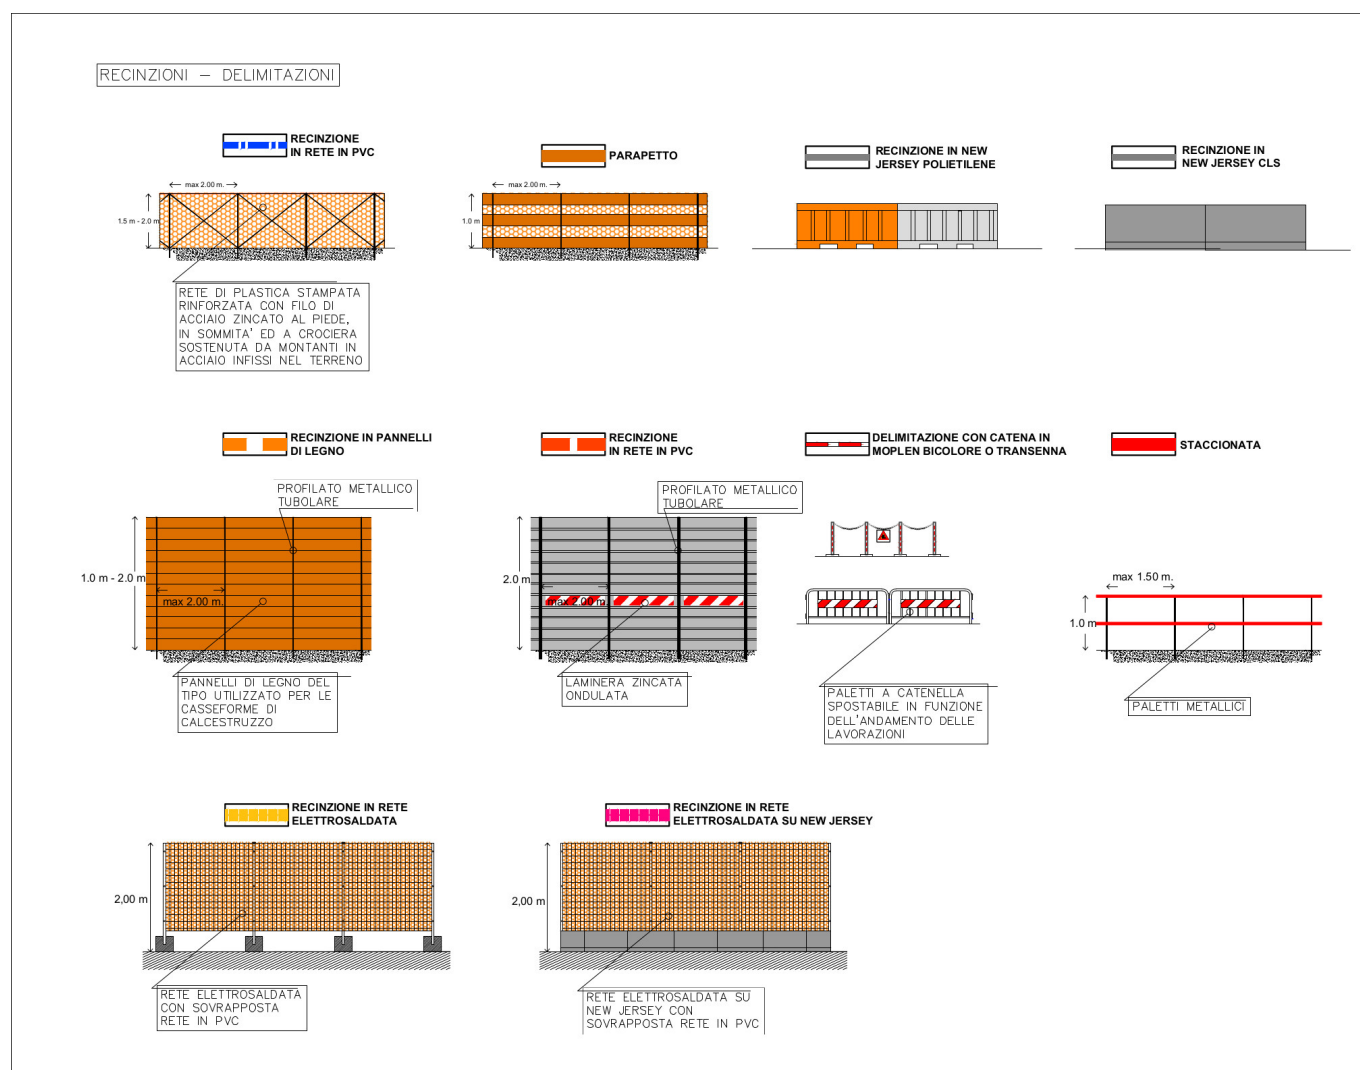 RECINZIONI – DELIMITAZIONI
RECINZIONE
IN RETE IN PVC
max 2.00 m.
1.5 m - 2.0 m
RETE DI PLASTICA STAMPATA
RINFORZATA CON FILO DI
ACCIAIO ZINCATO AL PIEDE,
IN SOMMITA' ED A CROCIERA
SOSTENUTA DA MONTANTI IN
ACCIAIO INFISSI NEL TERRENO
PARAPETTO
max 2.00 m.
1.0 m
RECINZIONE IN NEW
JERSEY POLIETILENE
RECINZIONE IN
NEW JERSEY CLS
RECINZIONE IN PANNELLI
DI LEGNO
PROFILATO METALLICO
TUBOLARE
1.0 m - 2.0 m
max 2.00 m.
PANNELLI DI LEGNO DEL
TIPO UTILIZZATO PER LE
CASSEFORME DI
CALCESTRUZZO
RECINZIONE
IN RETE IN PVC
PROFILATO METALLICO
TUBOLARE
2.0 m
max 2.00 m.
LAMINERA ZINCATA
ONDULATA
DELIMITAZIONE CON CATENA IN
MOPLEN BICOLORE O TRANSENNA
PALETTI A CATENELLA
SPOSTABILE IN FUNZIONE
DELL'ANDAMENTO DELLE
LAVORAZIONI
STACCIONATA
max 1.50 m.
1.0 m
PALETTI METALLICI
RECINZIONE IN RETE
ELETTROSALDATA
2,00 m
RETE ELETTROSALDATA
CON SOVRAPPOSTA
RETE IN PVC
RECINZIONE IN RETE
ELETTROSALDATA SU NEW JERSEY
2,00 m
RETE ELETTROSALDATA SU
NEW JERSEY CON
SOVRAPPOSTA RETE IN PVC